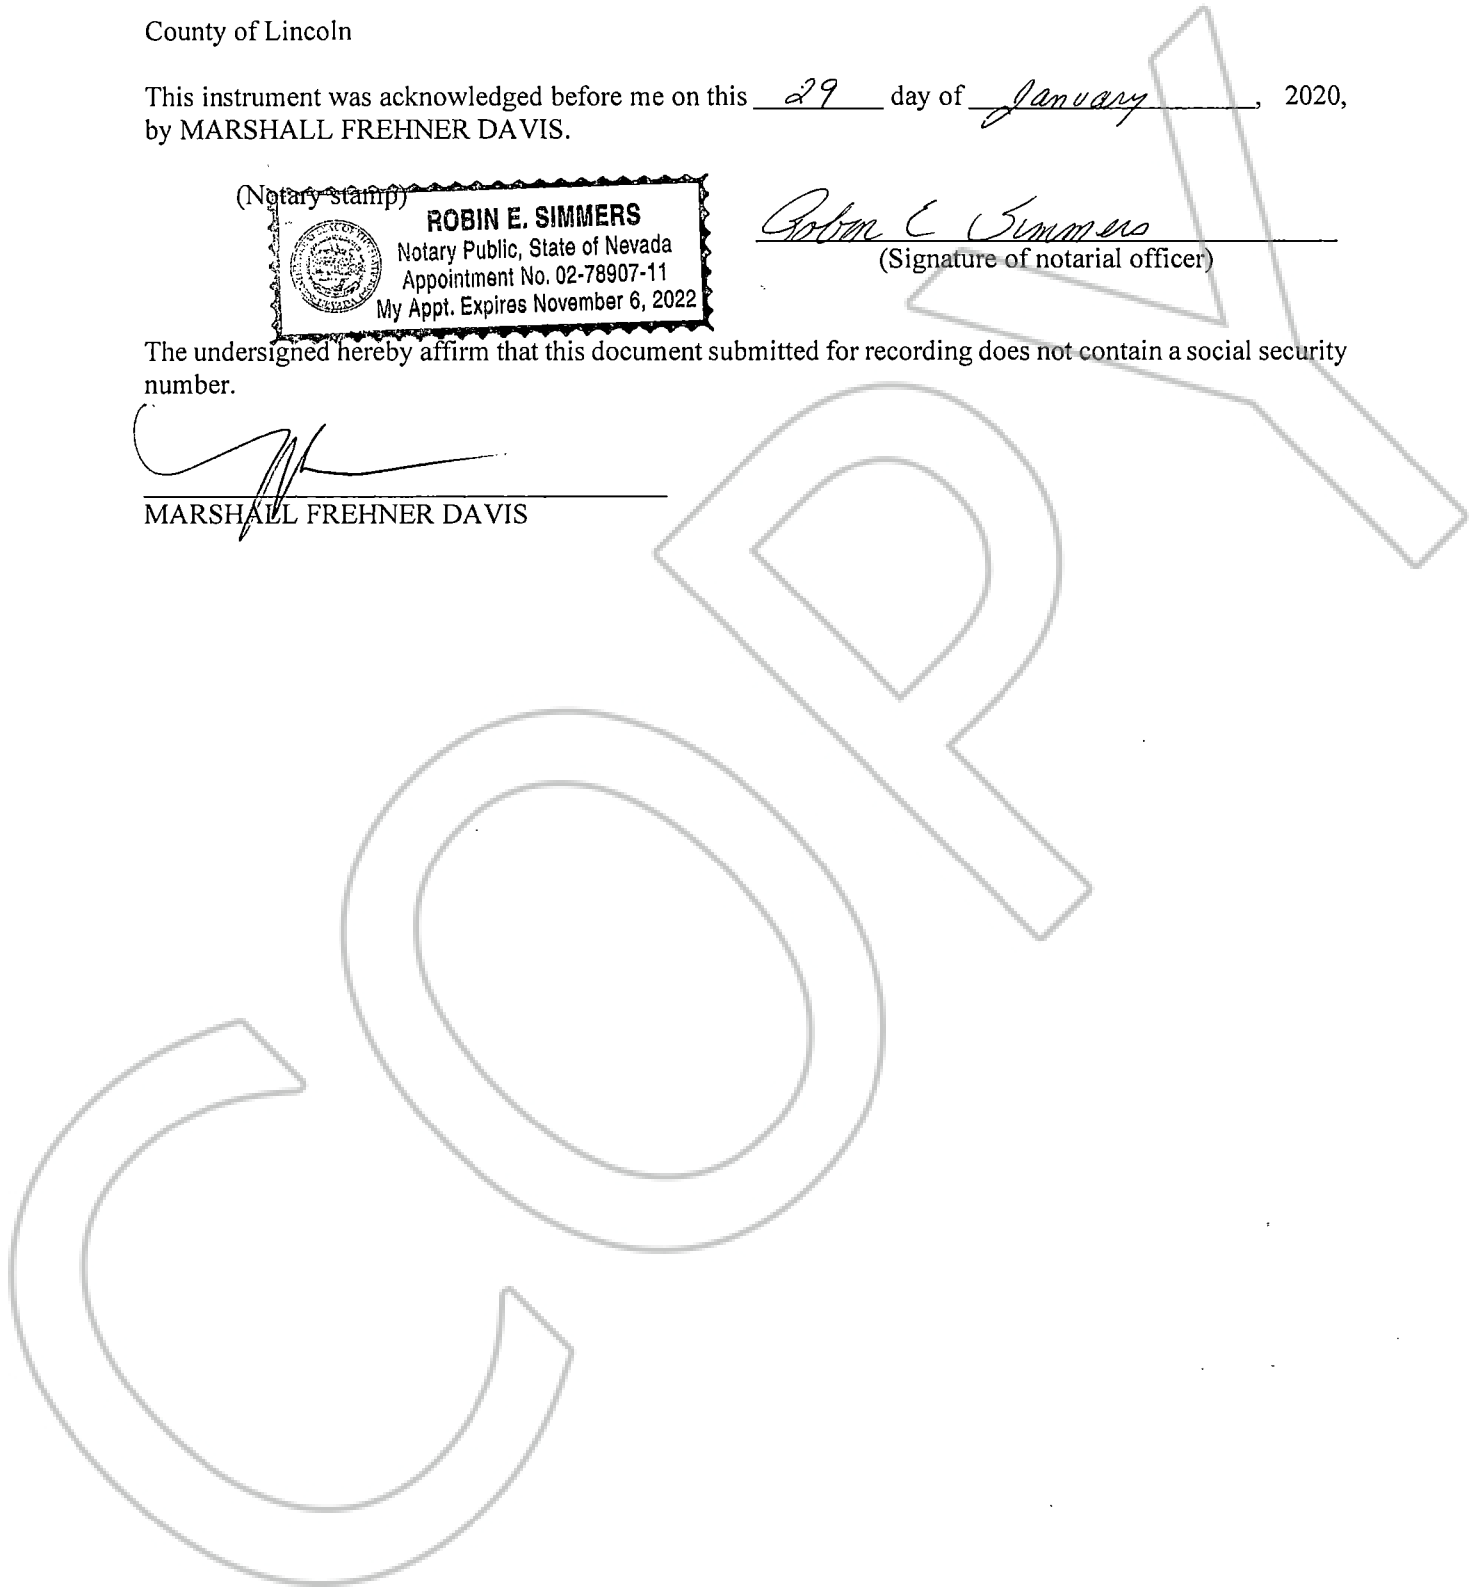 County of Lincoln
This instrument was acknowledged before me on this 29 day of January, 2020,
by MARSHALL FREHNER DAVIS.
(Notary stamp)
ROBIN E. SIMMERS
Notary Public, State of Nevada
Appointment No. 02-78907-11
My Appt. Expires November 6, 2022
Robin E Simmers
(Signature of notarial officer)
The undersigned hereby affirm that this document submitted for recording does not contain a social security
number.
MARSHALL FREHNER DAVIS
COPY